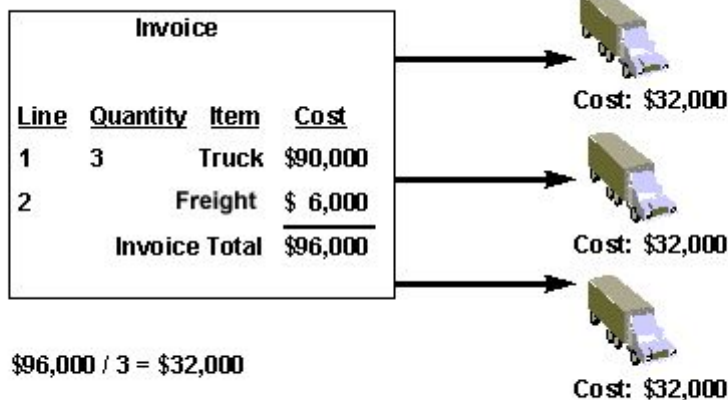 Invoice
Line Quantity Item Cost
1 3 Truck $90,000
2 Freight $ 6,000
Invoice Total $96,000
$96,000 / 3 = $32,000
Cost: $32,000
Cost: $32,000
Cost: $32,000